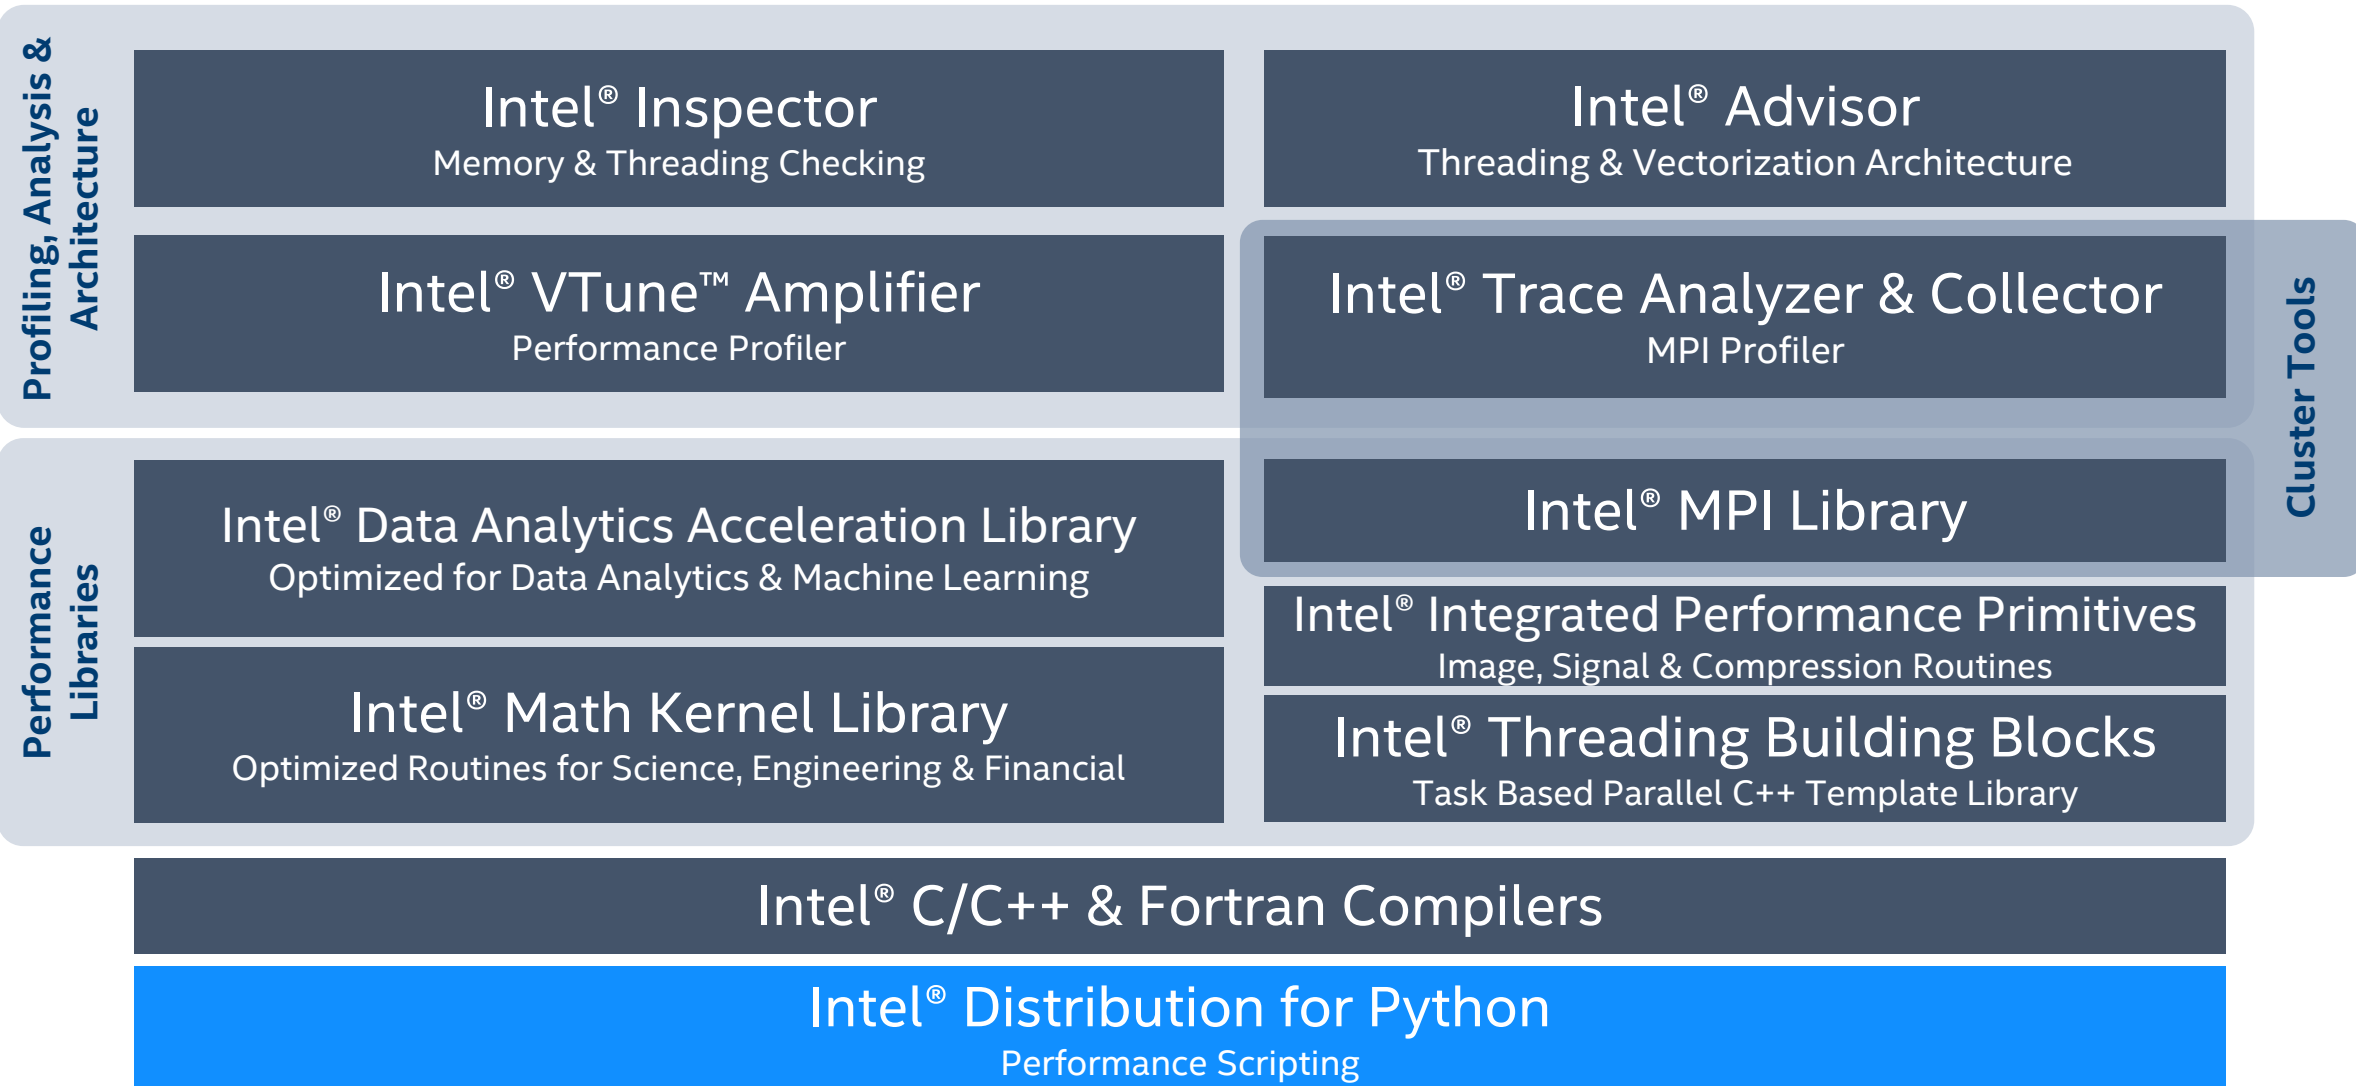 Profiling, Analysis &
Architecture
Intel® Inspector
Memory & Threading Checking
Intel® Advisor
Threading & Vectorization Architecture
Intel® VTune™ Amplifier
Performance Profiler
Intel® Trace Analyzer & Collector
MPI Profiler
Cluster Tools
Performance
Libraries
Intel® Data Analytics Acceleration Library
Optimized for Data Analytics & Machine Learning
Intel® MPI Library
Intel® Integrated Performance Primitives
Image, Signal & Compression Routines
Intel® Math Kernel Library
Optimized Routines for Science, Engineering & Financial
Intel® Threading Building Blocks
Task Based Parallel C++ Template Library
Intel® C/C++ & Fortran Compilers
Intel® Distribution for Python
Performance Scripting